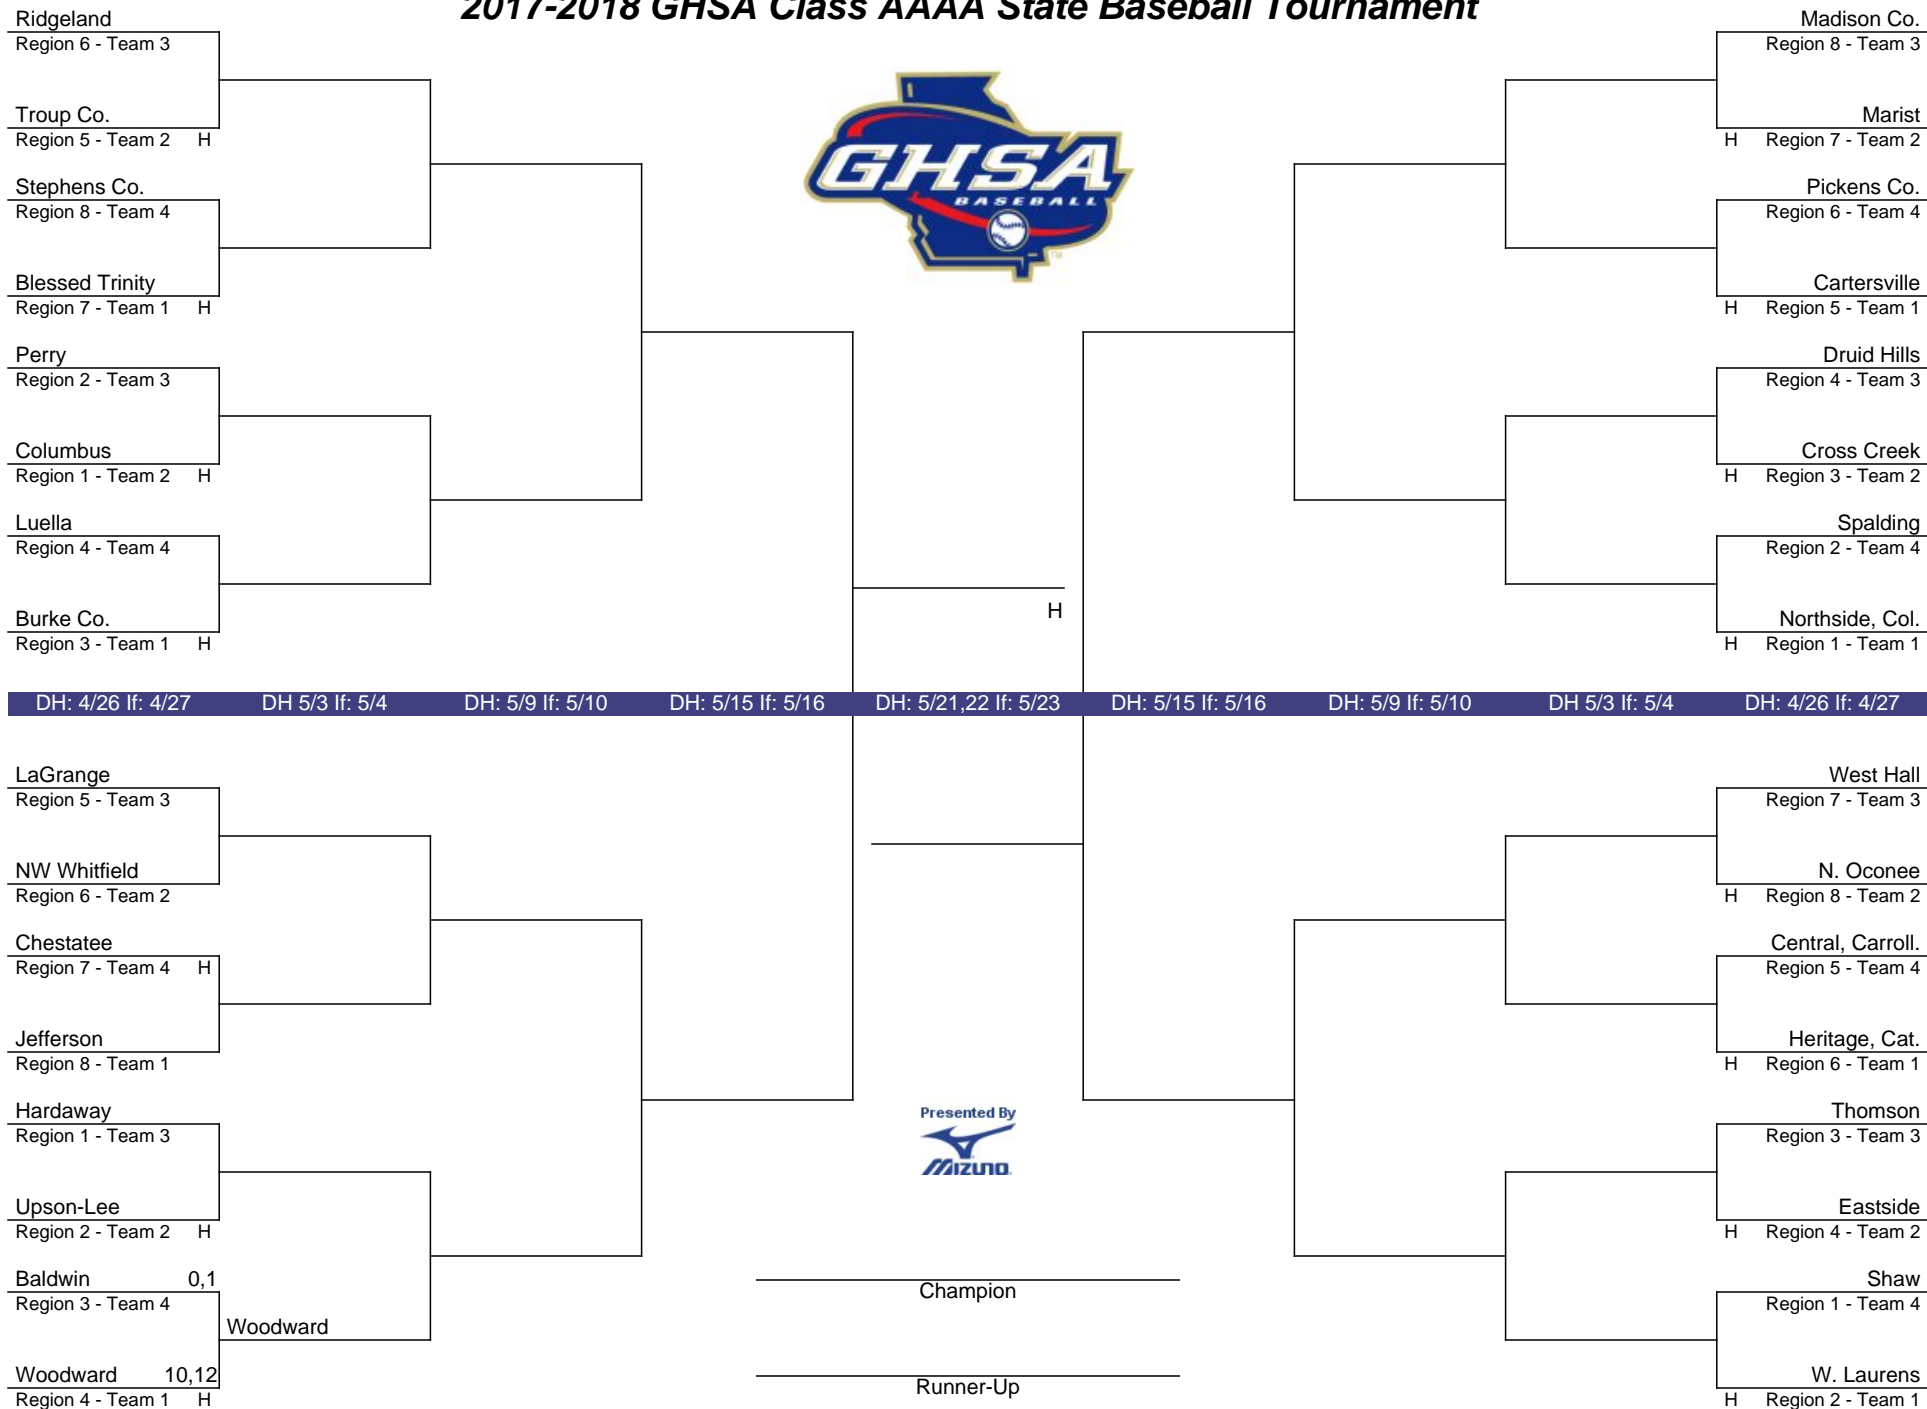 2017-2018 GHSA Class AAAA State Baseball Tournament
Ridgeland
Region 6 - Team 3
Troup Co.
Region 5 - Team 2 H
Stephens Co.
Region 8 - Team 4
Blessed Trinity
Region 7 - Team 1 H
Perry
Region 2 - Team 3
Columbus
Region 1 - Team 2 H
Luella
Region 4 - Team 4
Burke Co.
Region 3 - Team 1 H
GHSA
BASEBALL
TM
H
Madison Co.
Region 8 - Team 3
Marist
H Region 7 - Team 2
Pickens Co.
Region 6 - Team 4
Cartersville
H Region 5 - Team 1
Druid Hills
Region 4 - Team 3
Cross Creek
H Region 3 - Team 2
Spalding
Region 2 - Team 4
Northside, Col.
H Region 1 - Team 1
DH: 4/26 If: 4/27 DH 5/3 If: 5/4 DH: 5/9 If: 5/10 DH: 5/15 If: 5/16 DH: 5/21,22 If: 5/23 DH: 5/15 If: 5/16 DH: 5/9 If: 5/10 DH 5/3 If: 5/4 DH: 4/26 If: 4/27
LaGrange
Region 5 - Team 3
NW Whitfield
Region 6 - Team 2
Chestatee
Region 7 - Team 4 H
Jefferson
Region 8 - Team 1
Hardaway
Region 1 - Team 3
Upson-Lee
Region 2 - Team 2 H
Baldwin 0,1
Region 3 - Team 4
Woodward
Woodward 10,12
Region 4 - Team 1 H
Presented By
MIZUNO
Champion
Runner-Up
West Hall
Region 7 - Team 3
N. Oconee
H Region 8 - Team 2
Central, Carroll.
Region 5 - Team 4
Heritage, Cat.
H Region 6 - Team 1
Thomson
Region 3 - Team 3
Eastside
H Region 4 - Team 2
Shaw
Region 1 - Team 4
W. Laurens
H Region 2 - Team 1